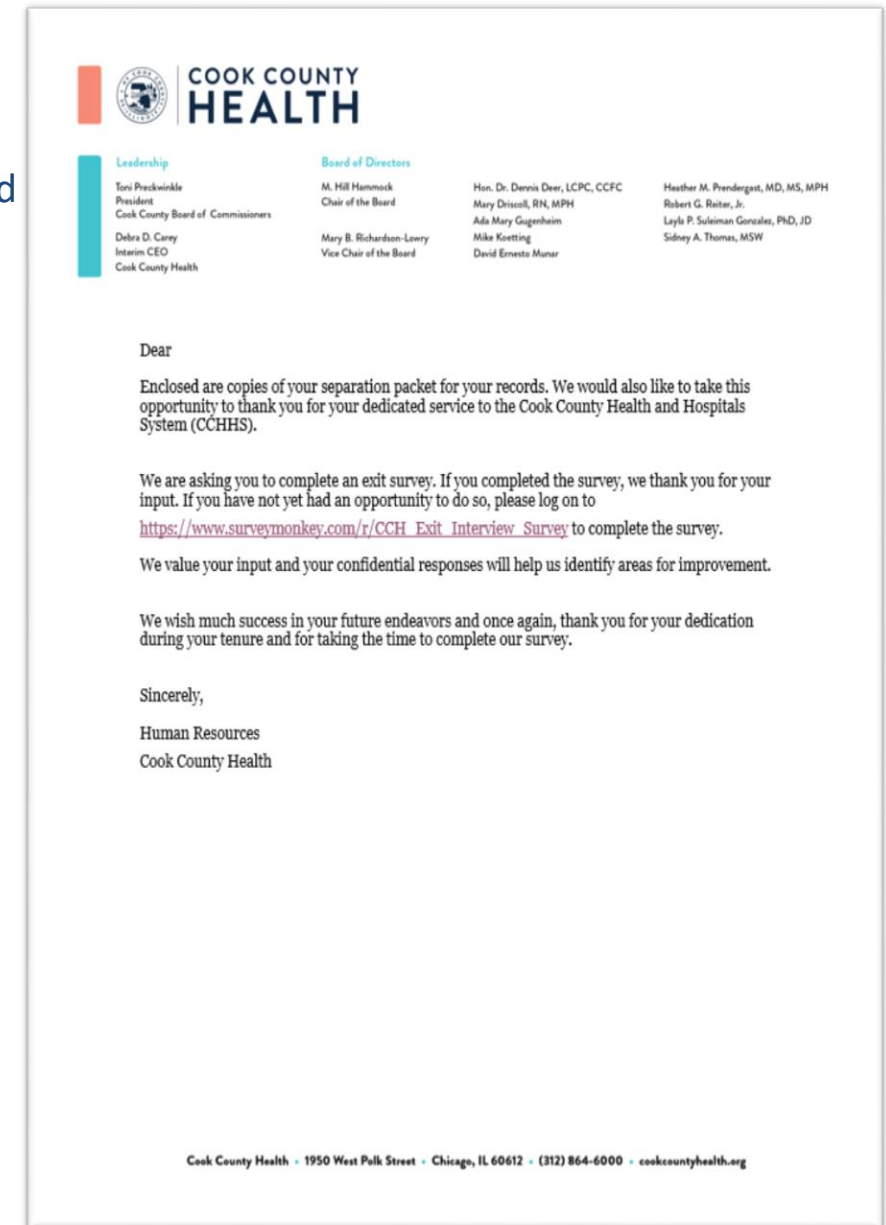 d
COOK COUNTY
HEALTH
Leadership
Toni Preckwinkle
President
Cook County Board of Commissioners
Debra D. Carey
Interim CEO
Cook County Health
Board of Directors
M. Hill Hammock
Chair of the Board
Mary B. Richardson-Lowry
Vice Chair of the Board
Hon. Dr. Dennis Deer, LCPC, CCFC
Mary Driscoll, RN, MPH
Ada Mary Gugenheim
Mike Koetting
David Ernesto Munar
Heather M. Prendergast, MD, MS, MPH
Robert G. Reiter, Jr.
Layla P. Suleiman Gonzalez, PhD, JD
Sidney A. Thomas, MSW
Dear
Enclosed are copies of your separation packet for your records. We would also like to take this
opportunity to thank you for your dedicated service to the Cook County Health and Hospitals
System (CCHHS).
We are asking you to complete an exit survey. If you completed the survey, we thank you for your
input. If you have not yet had an opportunity to do so, please log on to
https://www.surveymonkey.com/r/CCH_Exit_Interview_Survey to complete the survey.
We value your input and your confidential responses will help us identify areas for improvement.
We wish much success in your future endeavors and once again, thank you for your dedication
during your tenure and for taking the time to complete our survey.
Sincerely,
Human Resources
Cook County Health
Cook County Health • 1950 West Polk Street • Chicago, IL 60612 • (312) 864-6000 • cookcountyhealth.org